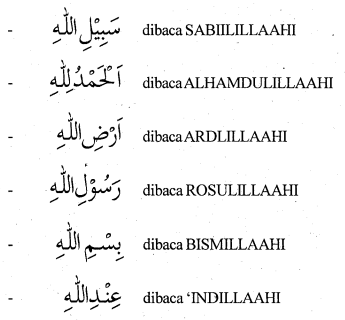 - سَبِيْلِ اللّٰهِ dibaca SABIILILLAAHI
- اَلْحَمْدُ لِلّٰهِ dibaca ALHAMDULILLAAHI
- اَرْضِ اللّٰهِ dibaca ARDLILLAAHI
- رَسُوْلِ اللّٰهِ dibaca ROSULILLAAHI
- بِسْمِ اللّٰهِ dibaca BISMILLAAHI
- عِنْدِ اللّٰهِ dibaca ‘INDILLAAHI